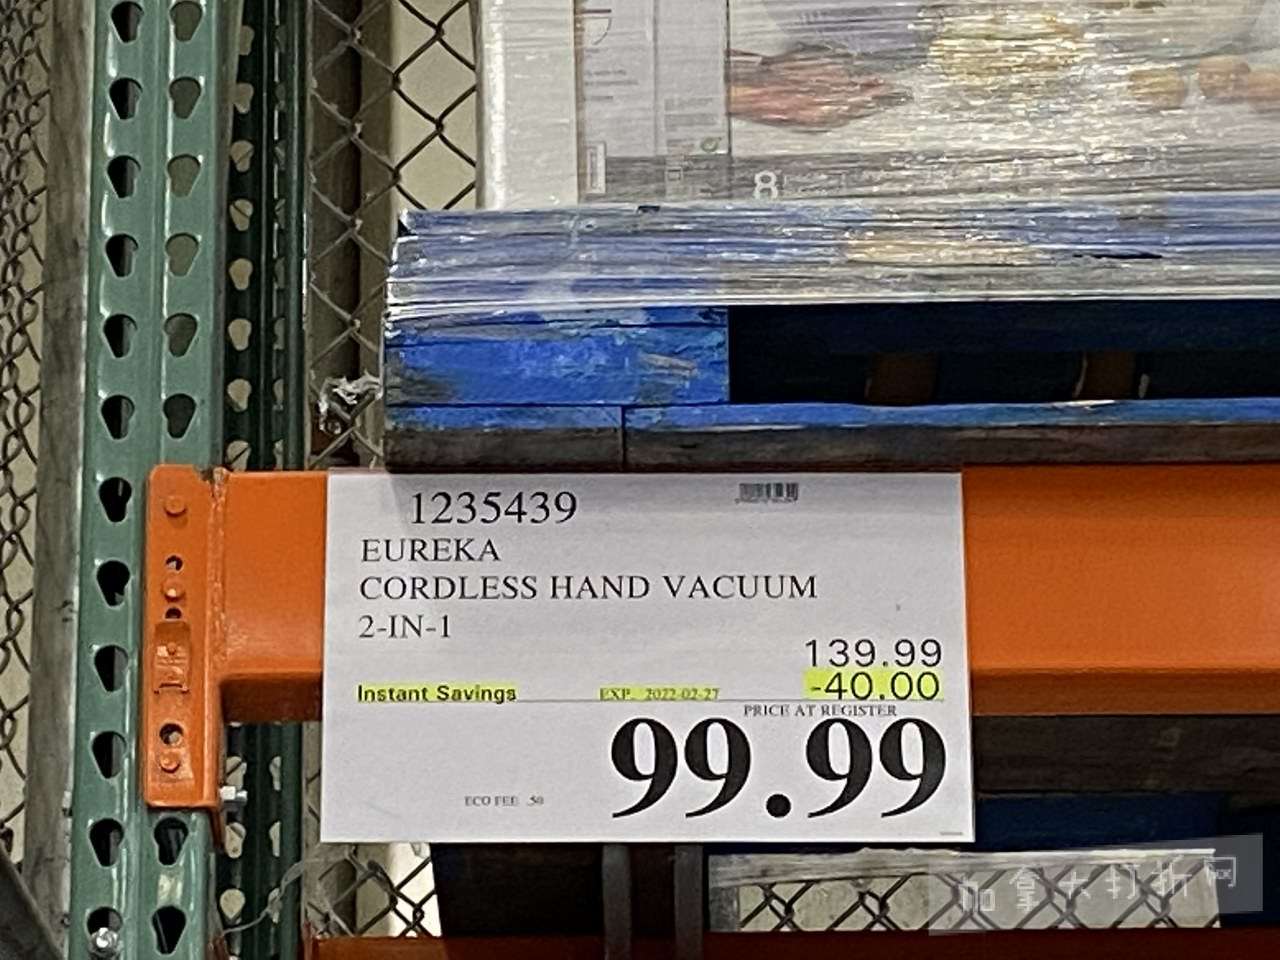 8
1235439
EUREKA
CORDLESS HAND VACUUM
2-IN-1
139.99
Instant Savings EXP. 2022-02-27 -40.00
PRICE AT REGISTER
99.99
ECO FEE .50
加拿大打折网